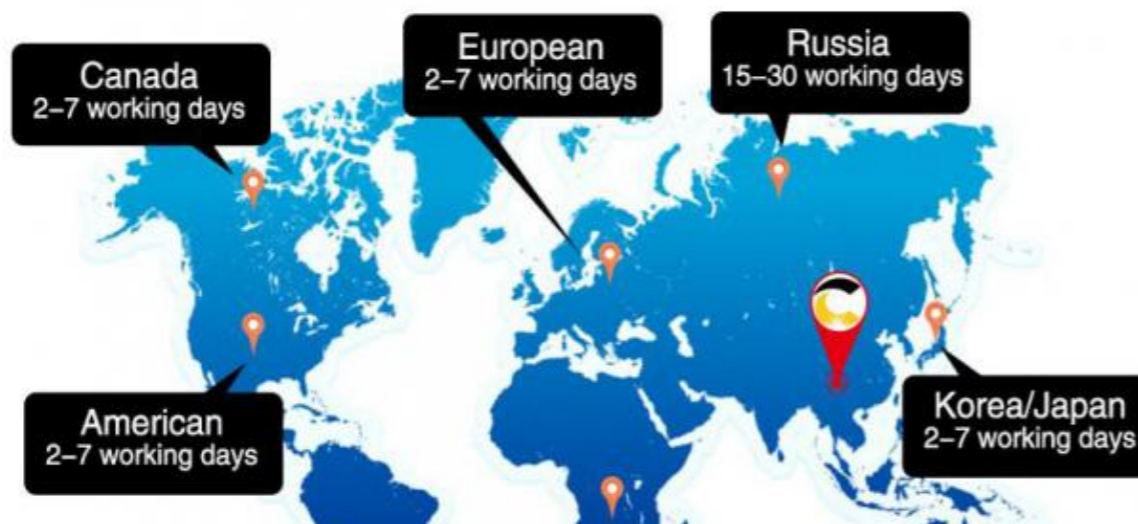 Canada
2–7 working days
European
2–7 working days
Russia
15–30 working days
American
2–7 working days
Korea/Japan
2–7 working days